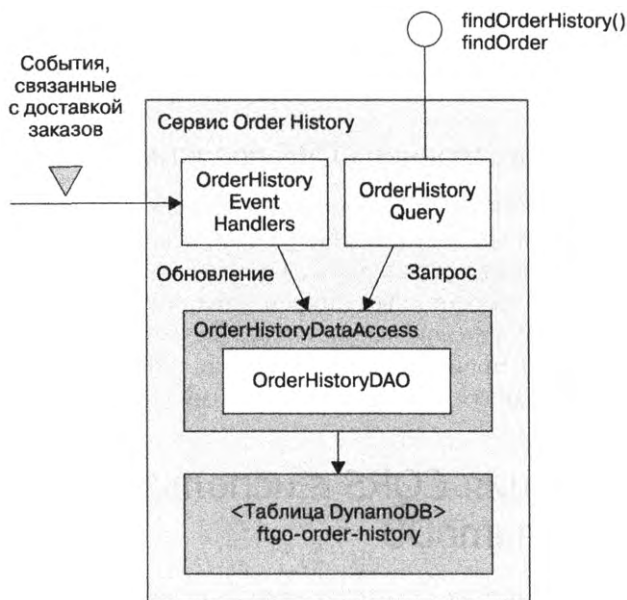 findOrderHistory()
findOrder
События,
связанные
с доставкой
заказов
Сервис Order History
OrderHistory
Event
Handlers
OrderHistory
Query
Обновление
Запрос
OrderHistoryDataAccess
OrderHistoryDAO
<Таблица DynamoDB>
ftgo-order-history